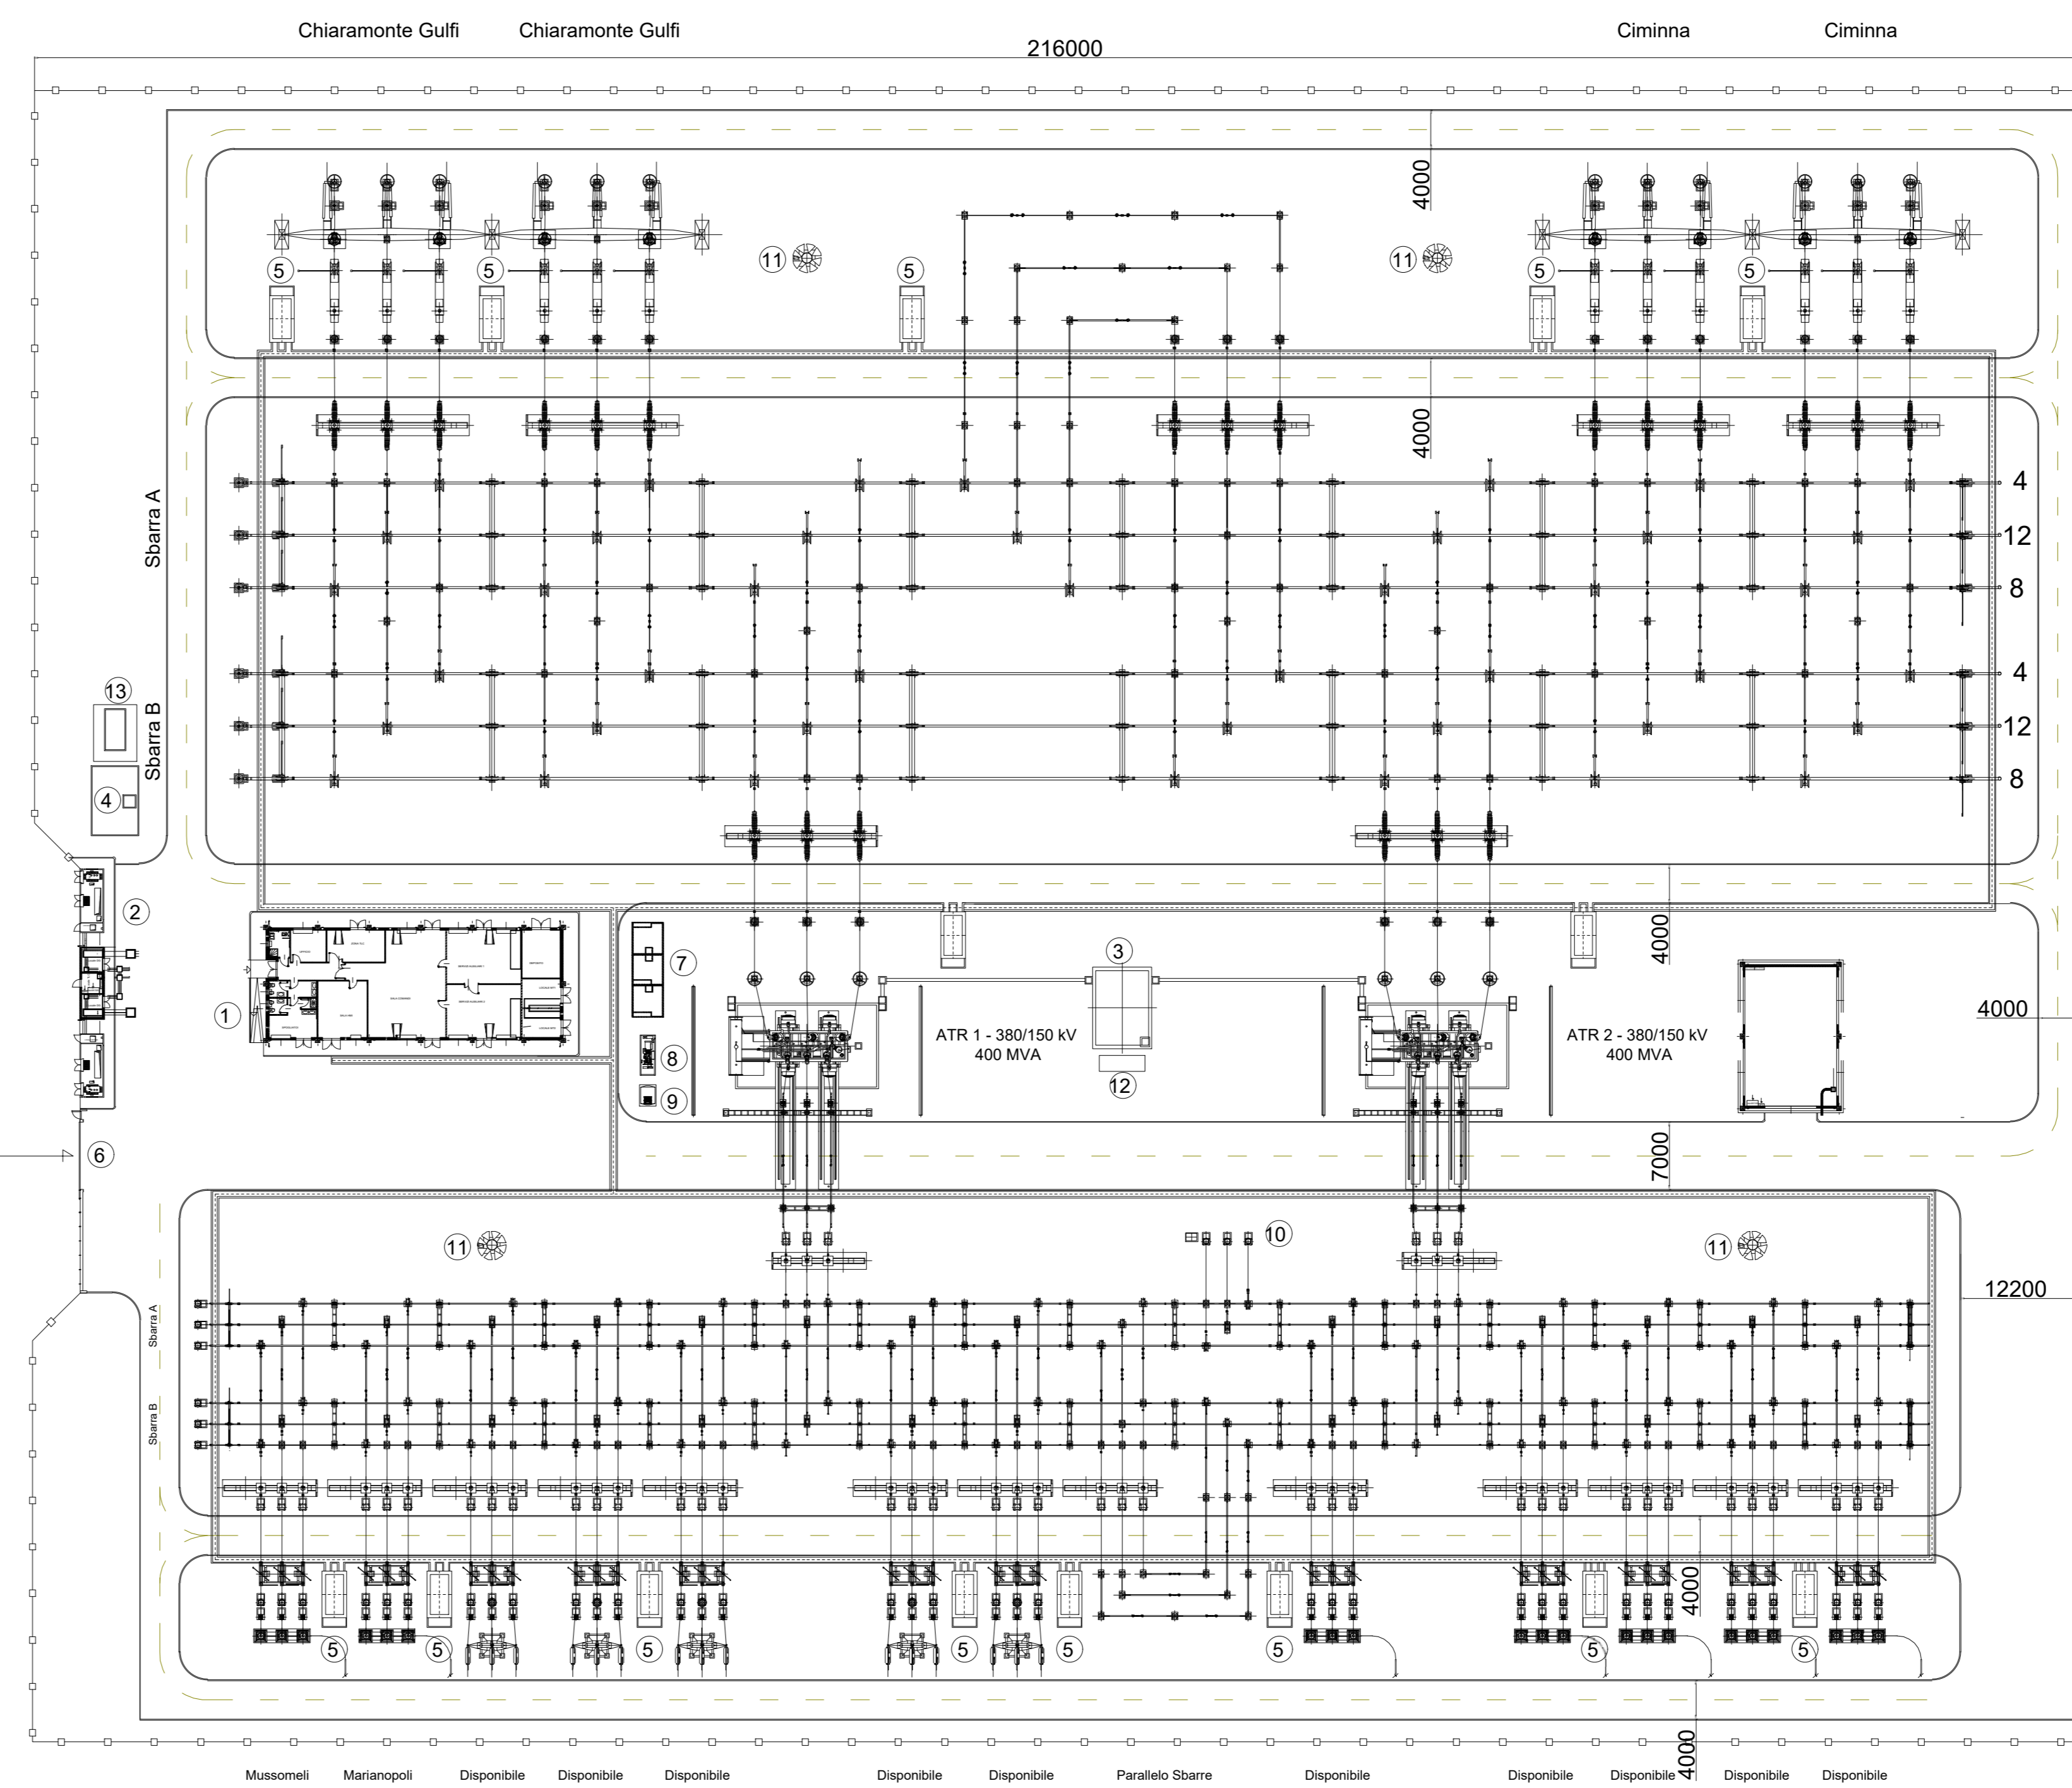 Chiaramonte Gulfi
Chiaramonte Gulfi
Ciminna
Ciminna
216000
4000
11
11
5
5
5
5
5
4000
Sbarra A
4
12
8
Sbarra B
4
12
8
13
4
2
4000
3
7
1
ATR 1 - 380/150 kV
400 MVA
ATR 2 - 380/150 kV
400 MVA
4000
8
12
9
6
7000
11
10
11
12200
Sbarra A
Sbarra B
4000
5
5
5
5
5
5
5
5
4000
Mussomeli
Marianopoli
Disponibile
Disponibile
Disponibile
Disponibile
Disponibile
Parallelo Sbarre
Disponibile
Disponibile
Disponibile
Disponibile
Disponibile